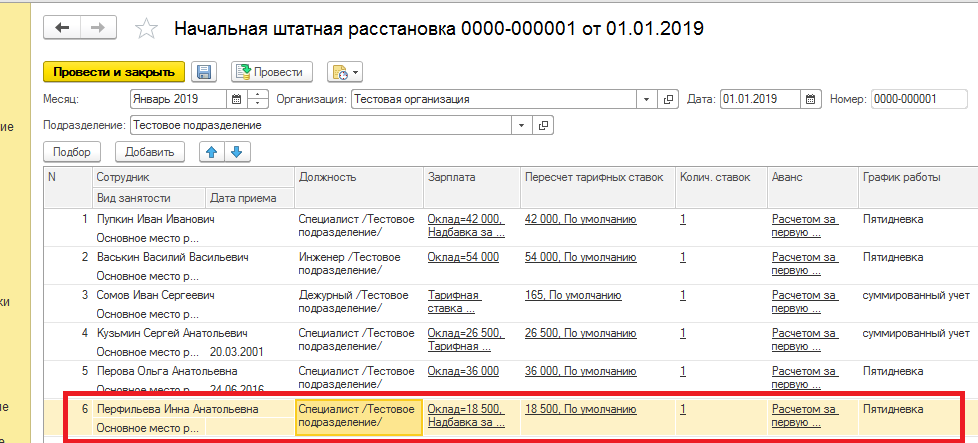 Начальная штатная расстановка 0000-000001 от 01.01.2019
Провести и закрыть Провести
Месяц: Январь 2019 Организация: Тестовая организация Дата: 01.01.2019 Номер: 0000-000001
ие Подразделение: Тестовое подразделение
Подбор Добавить
N Сотрудник Должность Зарплата Пересчет тарифных ставок Колич. ставок Аванс График работы
Вид занятости Дата приема
1 Пупкин Иван Иванович Специалист /Тестовое Оклад=42 000, 42 000, По умолчанию 1 Расчетом за Пятидневка
Основное место р... подразделение/ Надбавка за ... первую ...
2 Васькин Василий Васильевич Инженер /Тестовое Оклад=54 000 54 000, По умолчанию 1 Расчетом за Пятидневка
Основное место р... подразделение/ первую ...
ки 3 Сомов Иван Сергеевич Дежурный /Тестовое Тарифная 165, По умолчанию 1 Расчетом за суммированный учет
Основное место р... подразделение/ ставка ... первую ...
4 Кузьмин Сергей Анатольевич Специалист /Тестовое Оклад=26 500, 26 500, По умолчанию 1 Расчетом за суммированный учет
Основное место р... 20.03.2001 подразделение/ Тарифная ... первую ...
5 Перова Ольга Анатольевна Специалист /Тестовое Оклад=36 000 36 000, По умолчанию 1 Расчетом за Пятидневка
Основное место р... 24.06.2016 подразделение/ первую ...
ие 6 Перфильева Инна Анатольевна Специалист /Тестовое Оклад=18 500, 18 500, По умолчанию 1 Расчетом за Пятидневка
Основное место р... подразделение/ Надбавка за ... первую ...